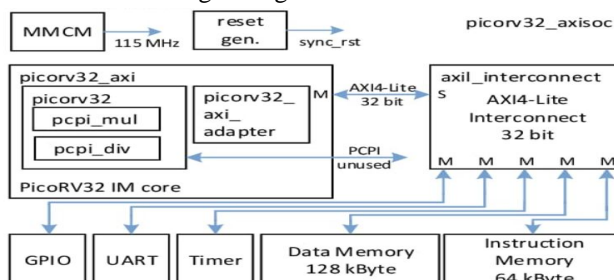 MMCM
115 MHz
reset
gen.
sync_rst
picorv32_axisoc
picorv32_axi
picorv32
pcpi_mul
pcpi_div
picorv32_
axi_
adapter
M
PicoRV32 IM core
AXI4-Lite
32 bit
PCPI
unused
axil_interconnect
S
AXI4-Lite
Interconnect
32 bit
M M M M M
GPIO
UART
Timer
Data Memory
128 kByte
Instruction
Memory
64 kByte